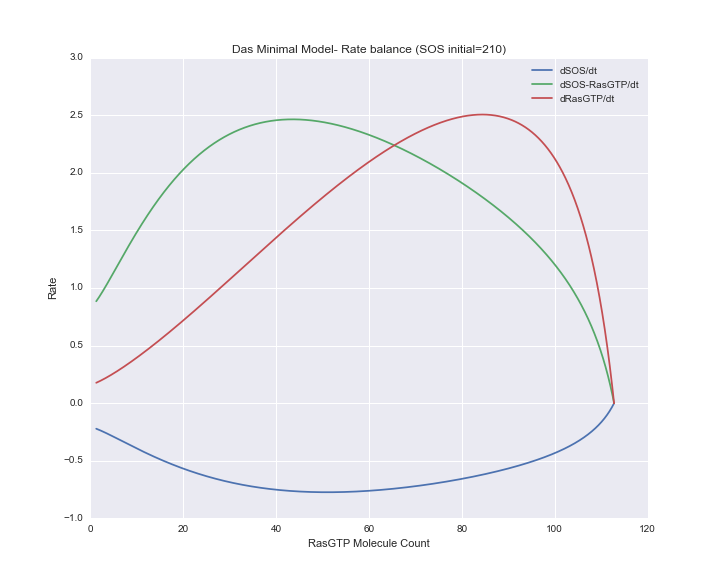 Das Minimal Model- Rate balance (SOS initial=210)
3.0
2.5
2.0
1.5
1.0
0.5
0.0
−0.5
−1.0
Rate
dSOS/dt
dSOS-RasGTP/dt
dRasGTP/dt
0 20 40 60 80 100 120
RasGTP Molecule Count